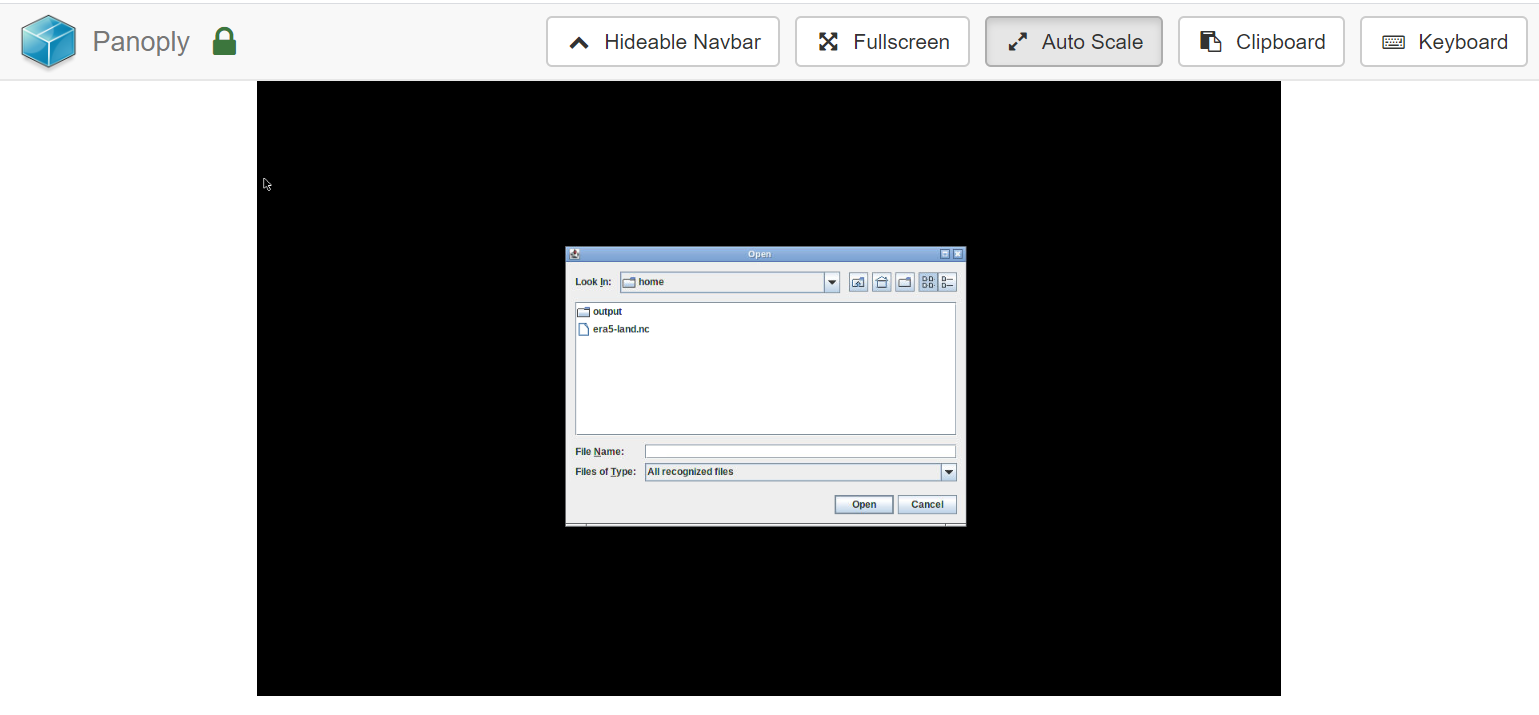 Panoply Hideable Navbar Fullscreen Auto Scale Clipboard Keyboard
Open
Look In: home
output
era5-land.nc
File Name:
Files of Type: All recognized files
Open Cancel